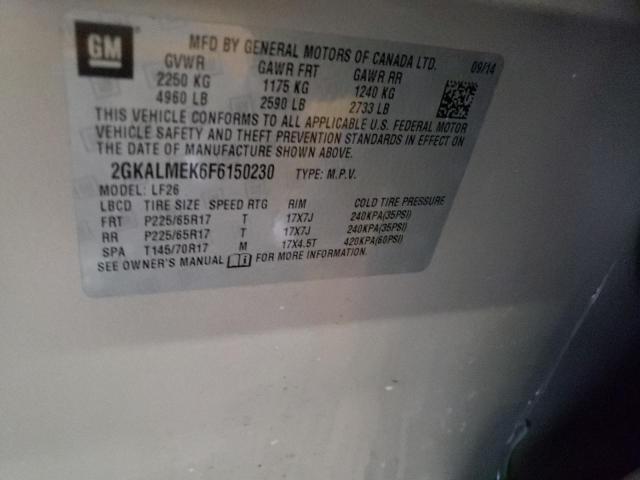 GM
MFD BY GENERAL MOTORS OF CANADA LTD. 09/14
GVWR GAWR FRT GAWR RR
2250 KG 1175 KG 1240 KG
4960 LB 2590 LB 2733 LB
THIS VEHICLE CONFORMS TO ALL APPLICABLE U.S. FEDERAL MOTOR
VEHICLE SAFETY AND THEFT PREVENTION STANDARDS IN EFFECT ON
THE DATE OF MANUFACTURE SHOWN ABOVE.
2GKALMEK6F6150230 TYPE: M.P.V.
MODEL: LF26
LBCD TIRE SIZE SPEED RTG RIM COLD TIRE PRESSURE
FRT P225/65R17 T 17X7J 240KPA(35PSI)
RR P225/65R17 T 17X7J 240KPA(35PSI)
SPA T145/70R17 M 17X4.5T 420KPA(60PSI)
SEE OWNER'S MANUAL FOR MORE INFORMATION.